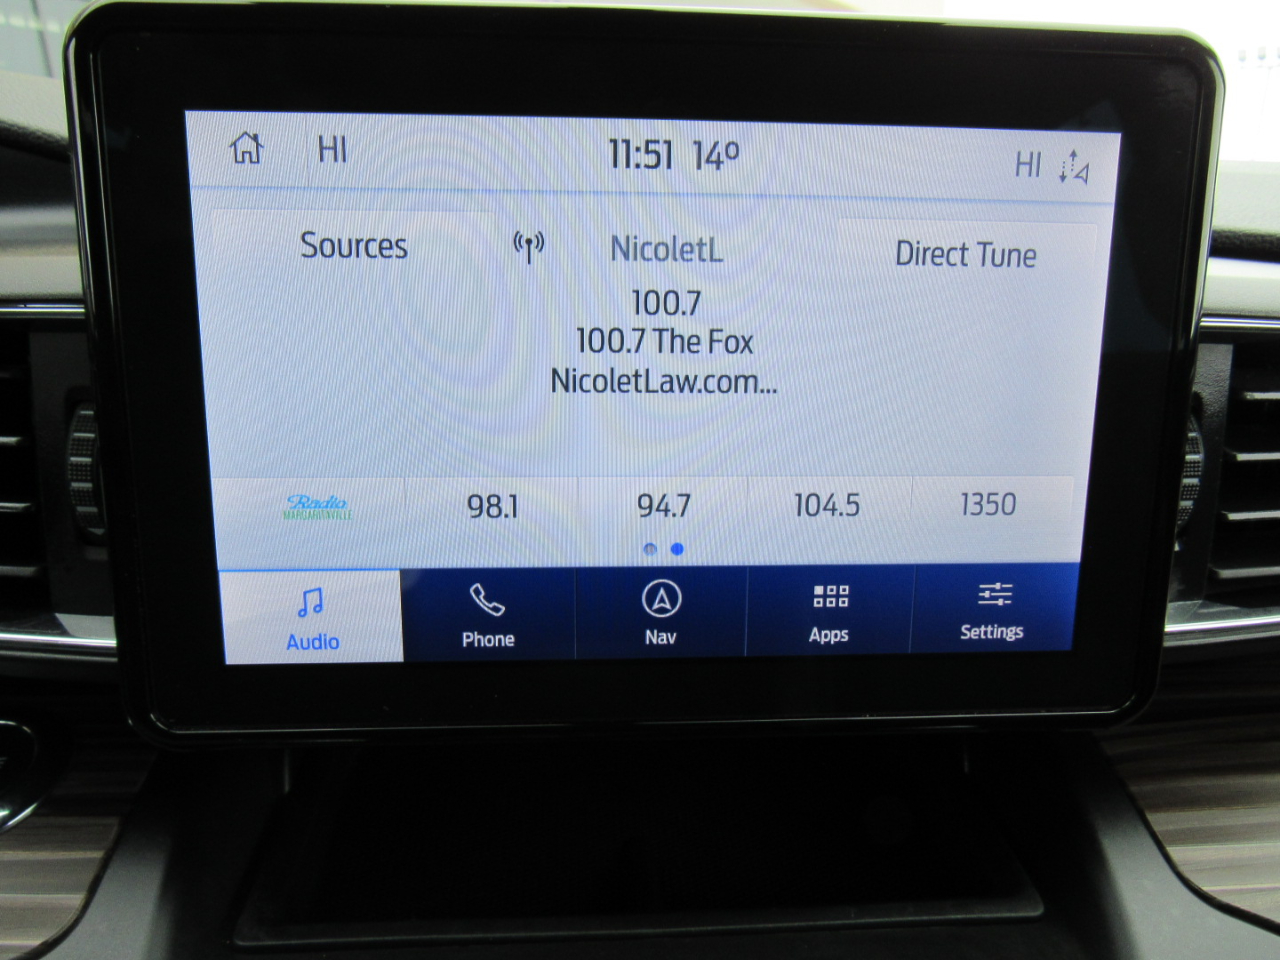 HI 11:51 14° HI
Sources NicoletL Direct Tune
100.7
100.7 The Fox
NicoletLaw.com...
Radio
MARGARITAVILLE
98.1 94.7 104.5 1350
Audio Phone Nav Apps Settings